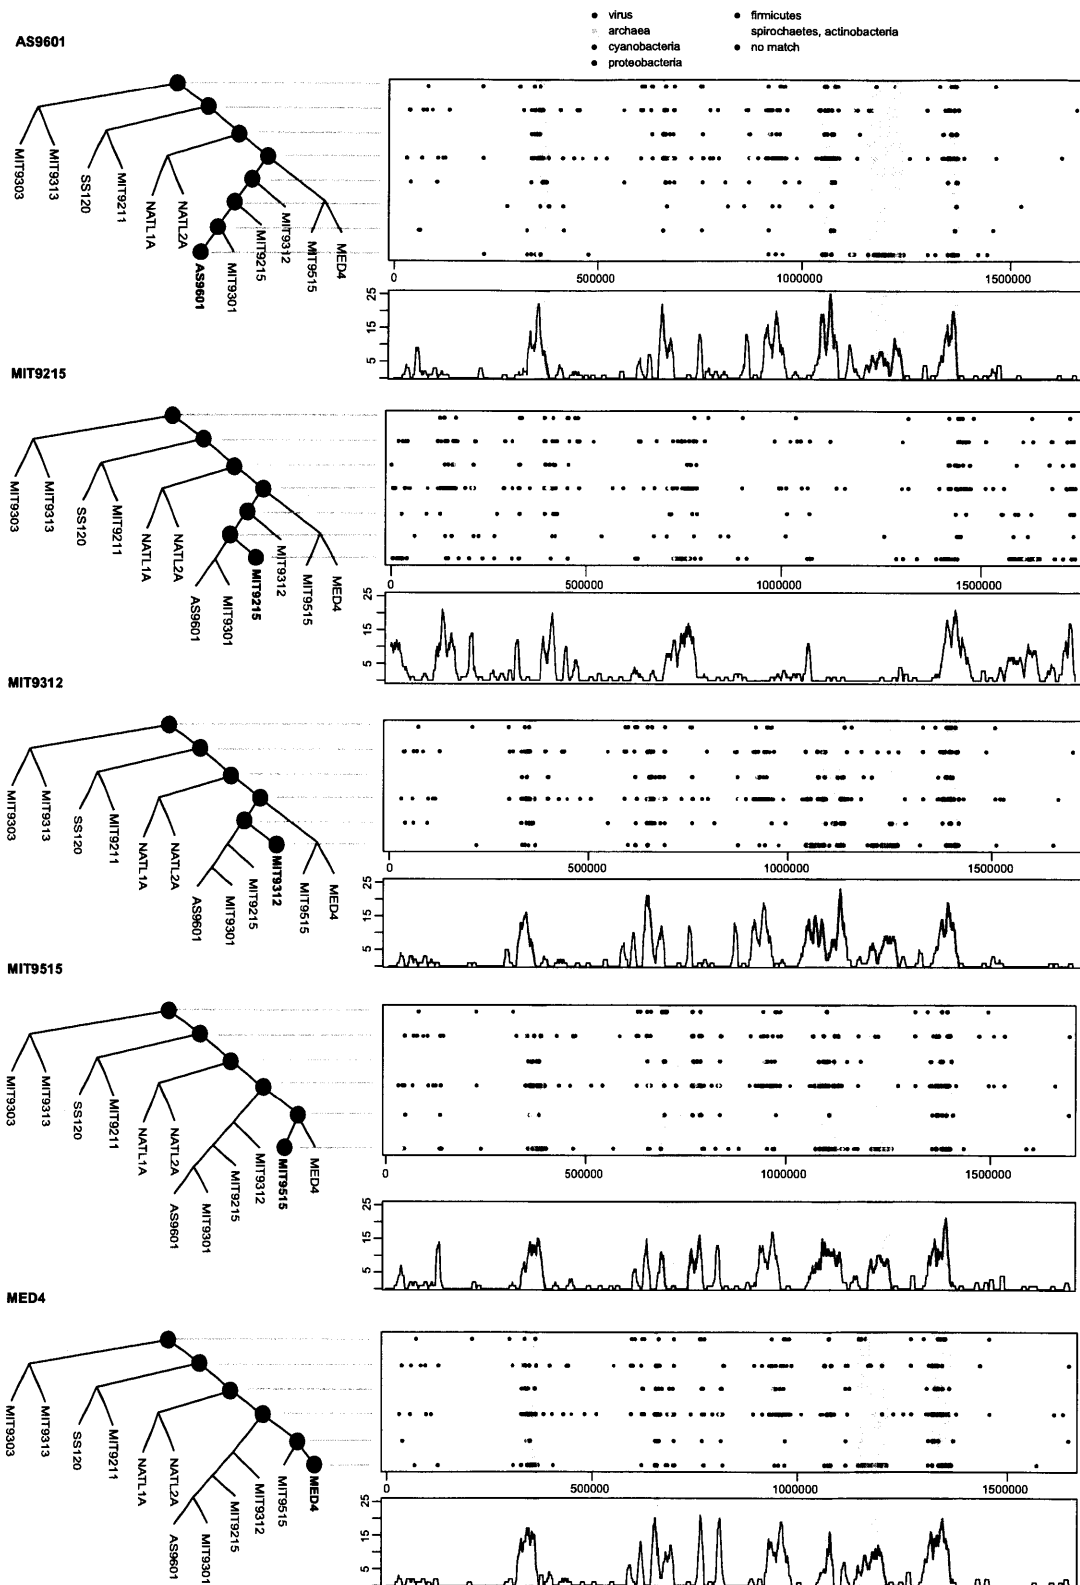 virus
archaea
cyanobacteria
proteobacteria
firmicutes
spirochaetes, actinobacteria
no match
AS9601
MIT9303
MIT9313
SS120
MIT9211
NATL1A
NATL2A
AS9601
MIT9301
MIT9215
MIT9312
MIT9515
MED4
0 500000 1000000 1500000
5 15 25
MIT9215
MIT9303
MIT9313
SS120
MIT9211
NATL1A
NATL2A
AS9601
MIT9301
MIT9215
MIT9312
MIT9515
MED4
0 500000 1000000 1500000
5 15 25
MIT9312
MIT9303
MIT9313
SS120
MIT9211
NATL1A
NATL2A
AS9601
MIT9301
MIT9215
MIT9312
MIT9515
MED4
0 500000 1000000 1500000
5 15 25
MIT9515
MIT9303
MIT9313
SS120
MIT9211
NATL1A
NATL2A
AS9601
MIT9301
MIT9215
MIT9312
MIT9515
MED4
0 500000 1000000 1500000
5 15 25
MED4
MIT9303
MIT9313
SS120
MIT9211
NATL1A
NATL2A
AS9601
MIT9301
MIT9215
MIT9312
MIT9515
MED4
0 500000 1000000 1500000
5 15 25